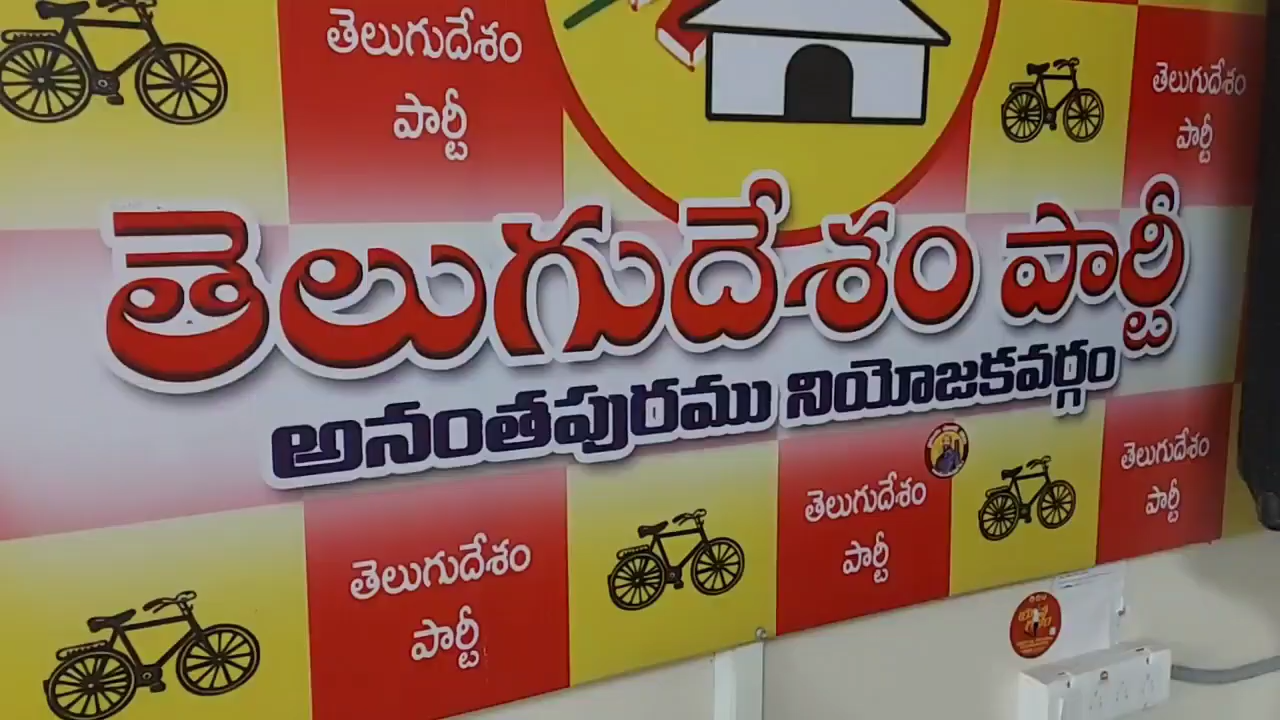 తెలుగుదేశం
పార్టీ
తెలుగుదేశం
పార్టీ
తెలుగుదేశం పార్టీ
అనంతపురము నియోజకవర్గం
తెలుగుదేశం
పార్టీ
తెలుగుదేశం
పార్టీ
తెలుగుదేశం
పార్టీ